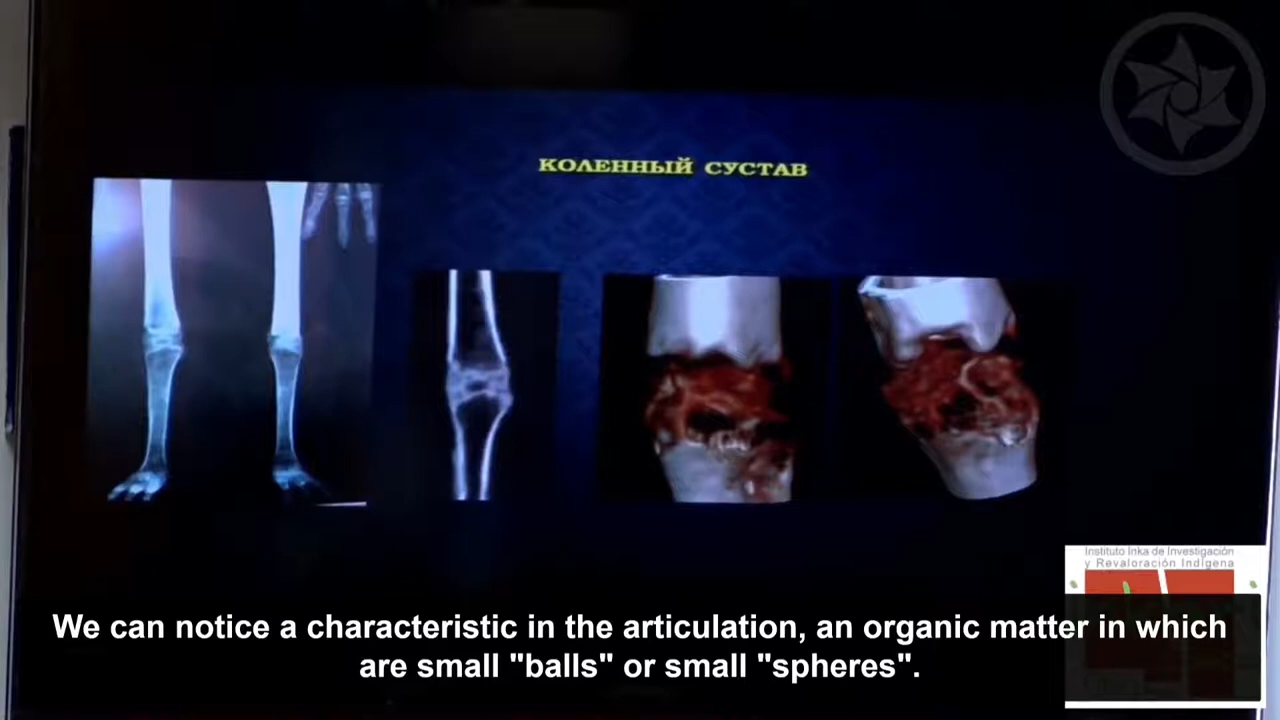 КОЛЕННЫЙ СУСТАВ
Instituto Inka de Investigación
y Revaloración Indígena
We can notice a characteristic in the articulation, an organic matter in which
are small "balls" or small "spheres".